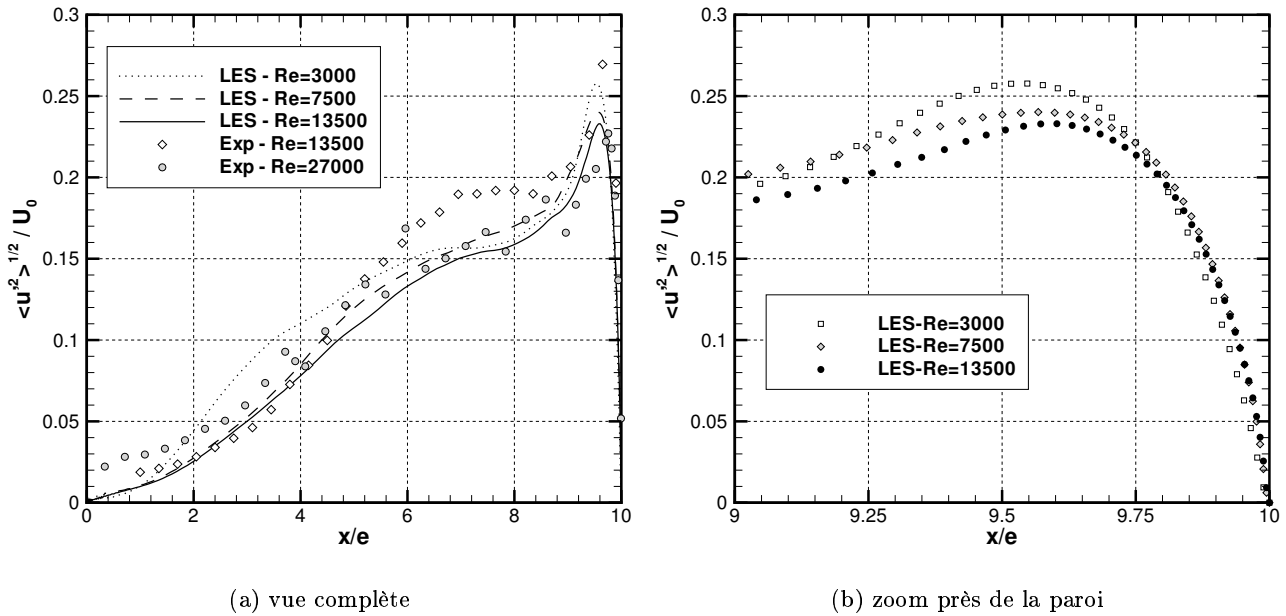 0.3
0.25
0.2
0.15
0.1
0.05
0
<u'²>¹/² / U₀
LES - Re=3000
LES - Re=7500
LES - Re=13500
Exp - Re=13500
Exp - Re=27000
0 2 4 6 8 10
x/e
(a) vue complète
0.3
0.25
0.2
0.15
0.1
0.05
0
<u'²>¹/² / U₀
LES-Re=3000
LES-Re=7500
LES-Re=13500
9 9.25 9.5 9.75 10
x/e
(b) zoom près de la paroi